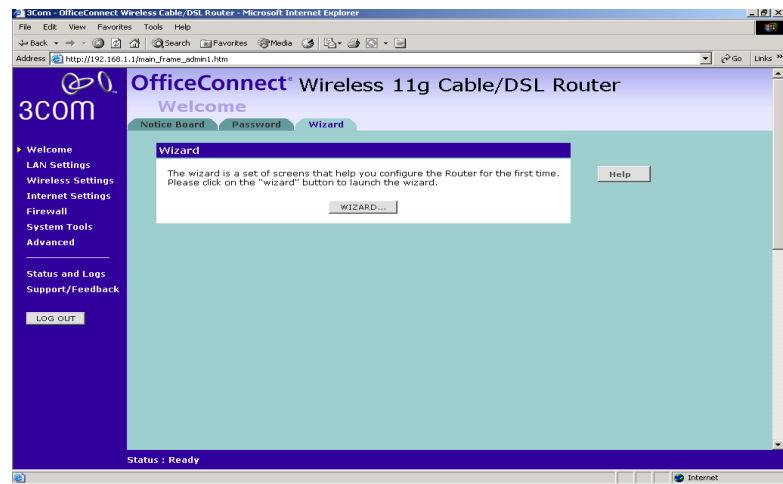 3Com - OfficeConnect Wireless Cable/DSL Router - Microsoft Internet Explorer
File Edit View Favorites Tools Help
Back Search Favorites Media
Address http://192.168.1.1/main_frame_admin1.htm Go Links »
3COM
OfficeConnect® Wireless 11g Cable/DSL Router
Welcome
Notice Board Password Wizard
Welcome
LAN Settings
Wireless Settings
Internet Settings
Firewall
System Tools
Advanced
Status and Logs
Support/Feedback
LOG OUT
Wizard
The wizard is a set of screens that help you configure the Router for the first time.
Please click on the "wizard" button to launch the wizard.
WIZARD...
Help
Status : Ready
Internet